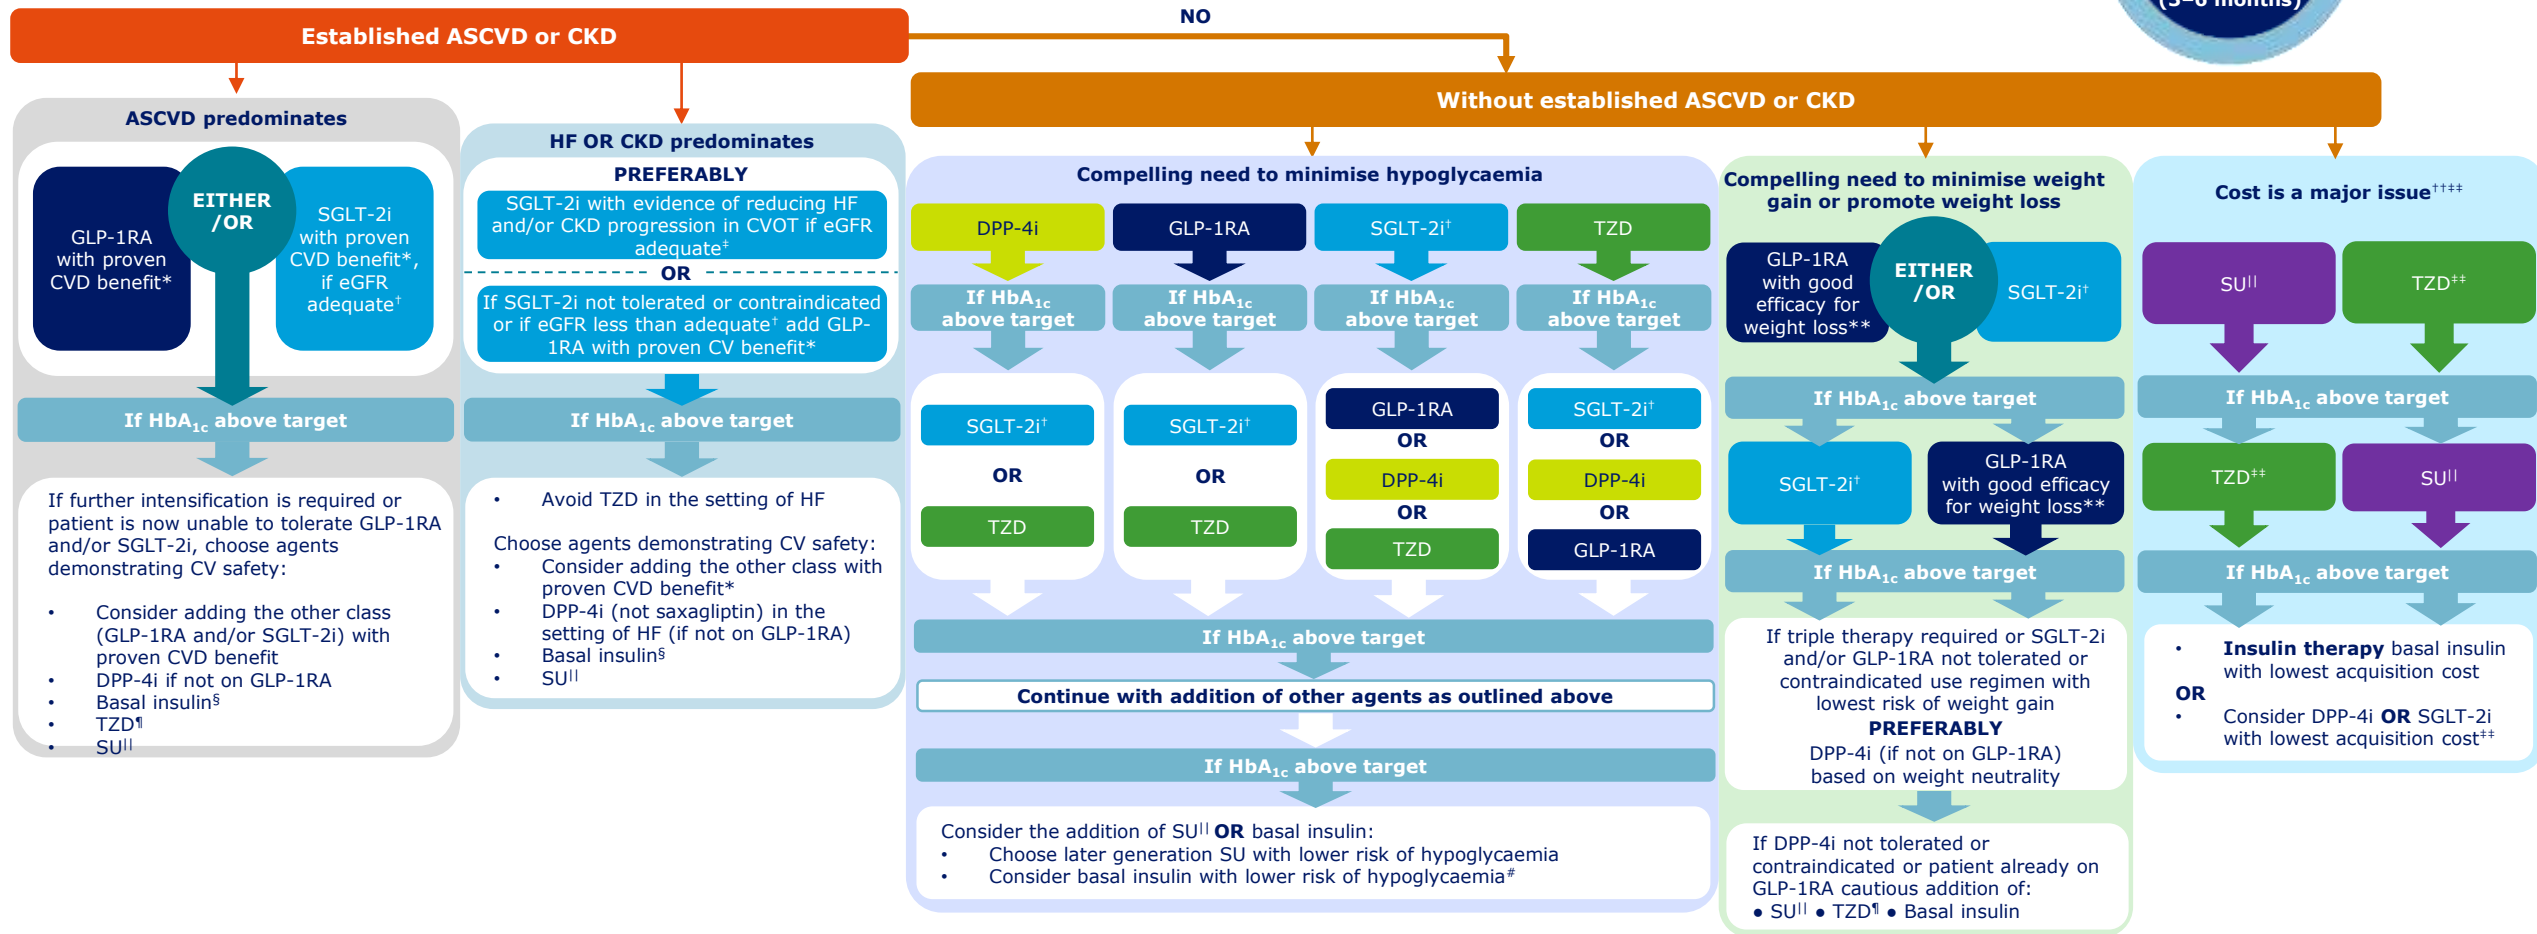 (3–6 months)
NO
Established ASCVD or CKD
Without established ASCVD or CKD
ASCVD predominates
GLP-1RA
with proven
CVD benefit*
EITHER
/OR
SGLT-2i
with proven
CVD benefit*,
if eGFR
adequate†
If HbA1c above target
If further intensification is required or
patient is now unable to tolerate GLP-1RA
and/or SGLT-2i, choose agents
demonstrating CV safety:
• Consider adding the other class
(GLP-1RA and/or SGLT-2i) with
proven CVD benefit
• DPP-4i if not on GLP-1RA
• Basal insulin§
• TZD¶
• SU||
HF OR CKD predominates
PREFERABLY
SGLT-2i with evidence of reducing HF
and/or CKD progression in CVOT if eGFR
adequate‡
OR
If SGLT-2i not tolerated or contraindicated
or if eGFR less than adequate† add GLP-
1RA with proven CV benefit*
If HbA1c above target
• Avoid TZD in the setting of HF
Choose agents demonstrating CV safety:
• Consider adding the other class with
proven CVD benefit*
• DPP-4i (not saxagliptin) in the
setting of HF (if not on GLP-1RA)
• Basal insulin§
• SU||
Compelling need to minimise hypoglycaemia
DPP-4i
If HbA1c
above target
SGLT-2i†
OR
TZD
GLP-1RA
If HbA1c
above target
SGLT-2i†
OR
TZD
SGLT-2i†
If HbA1c
above target
GLP-1RA
OR
DPP-4i
OR
TZD
TZD
If HbA1c
above target
SGLT-2i†
OR
DPP-4i
OR
GLP-1RA
If HbA1c above target
Continue with addition of other agents as outlined above
If HbA1c above target
Consider the addition of SU|| OR basal insulin:
• Choose later generation SU with lower risk of hypoglycaemia
• Consider basal insulin with lower risk of hypoglycaemia#
Compelling need to minimise weight
gain or promote weight loss
GLP-1RA
with good
efficacy for
weight loss**
EITHER
/OR
SGLT-2i†
If HbA1c above target
SGLT-2i†
GLP-1RA
with good efficacy
for weight loss**
If HbA1c above target
If triple therapy required or SGLT-2i
and/or GLP-1RA not tolerated or
contraindicated use regimen with
lowest risk of weight gain
PREFERABLY
DPP-4i (if not on GLP-1RA)
based on weight neutrality
If DPP-4i not tolerated or
contraindicated or patient already on
GLP-1RA cautious addition of:
● SU|| ● TZD¶ ● Basal insulin
Cost is a major issue††‡‡
SU||
TZD‡‡
If HbA1c above target
TZD‡‡
SU||
If HbA1c above target
• Insulin therapy basal insulin
with lowest acquisition cost
OR
• Consider DPP-4i OR SGLT-2i
with lowest acquisition cost‡‡